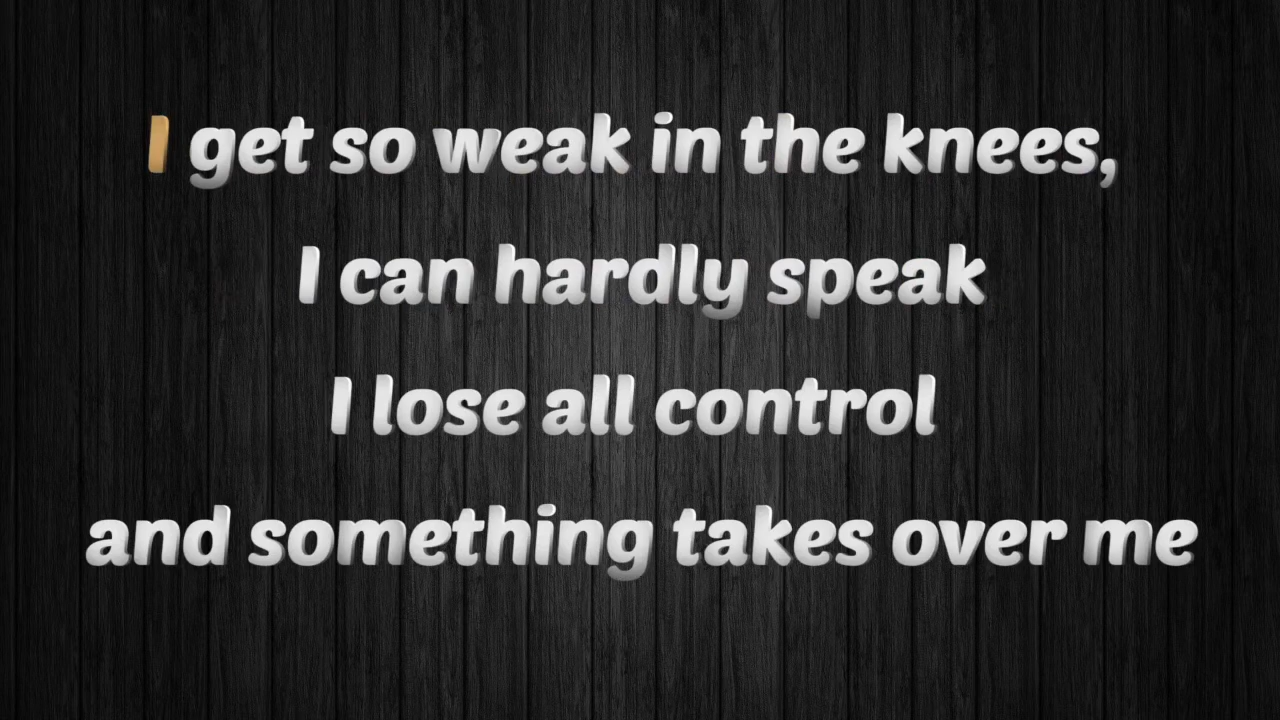 I get so weak in the knees,
I can hardly speak
I lose all control
and something takes over me